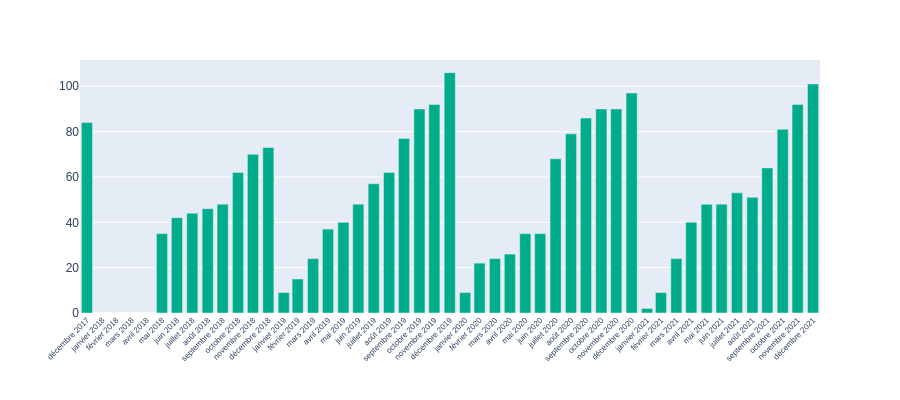 100
80
60
40
20
0
décembre 2017
janvier 2018
février 2018
mars 2018
avril 2018
mai 2018
juin 2018
juillet 2018
août 2018
septembre 2018
octobre 2018
novembre 2018
décembre 2018
janvier 2019
février 2019
mars 2019
avril 2019
mai 2019
juin 2019
juillet 2019
août 2019
septembre 2019
octobre 2019
novembre 2019
décembre 2019
janvier 2020
février 2020
mars 2020
avril 2020
mai 2020
juin 2020
juillet 2020
août 2020
septembre 2020
octobre 2020
novembre 2020
décembre 2020
janvier 2021
février 2021
mars 2021
avril 2021
mai 2021
juin 2021
juillet 2021
août 2021
septembre 2021
octobre 2021
novembre 2021
décembre 2021